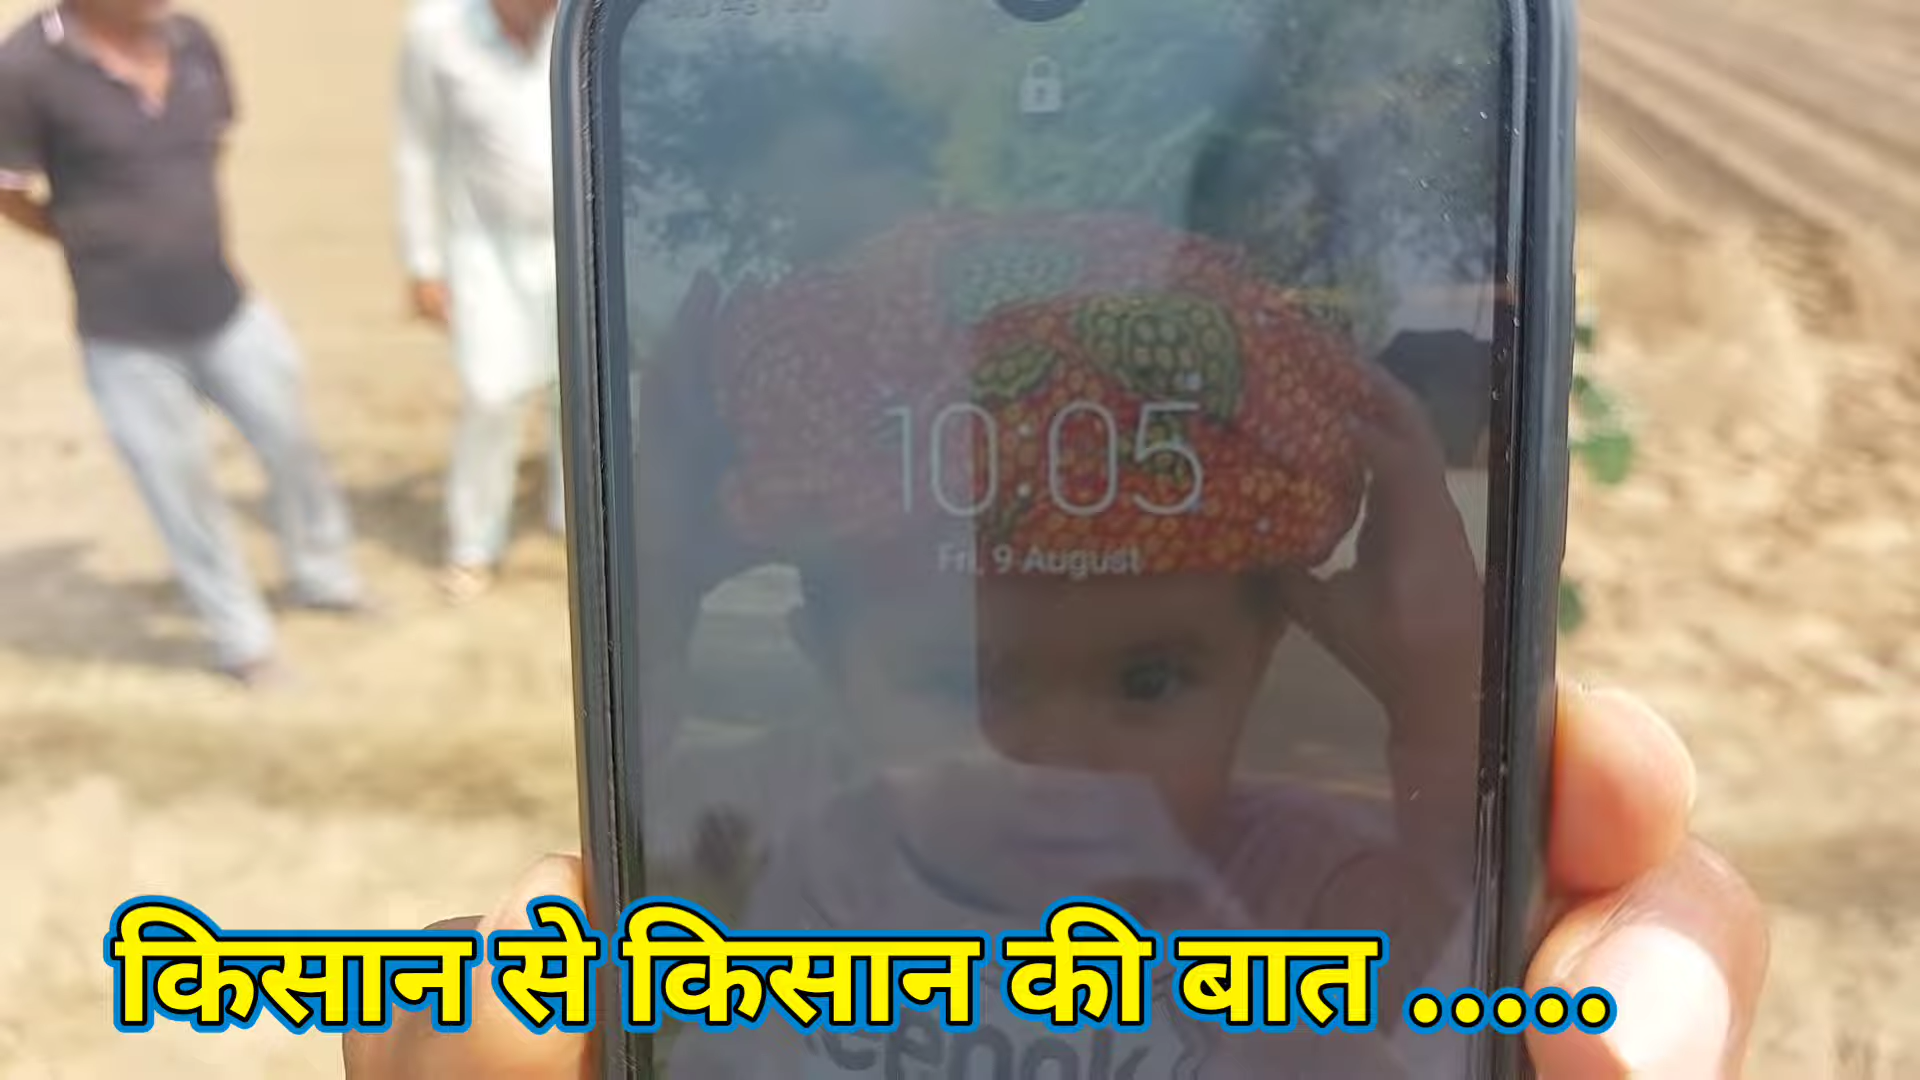 10:05
Fri, 9 August
किसान से किसान की बात .....